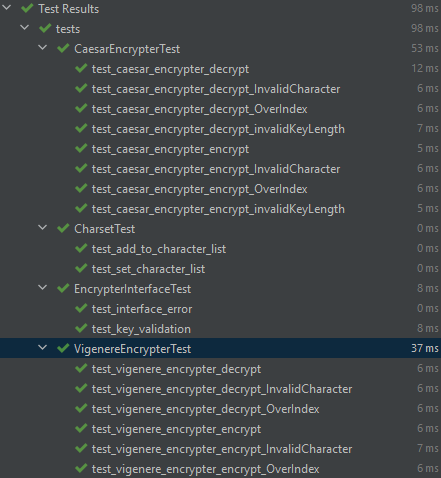 Test Results 98 ms
tests 98 ms
CaesarEncrypterTest 53 ms
test_caesar_encrypter_decrypt 12 ms
test_caesar_encrypter_decrypt_InvalidCharacter 6 ms
test_caesar_encrypter_decrypt_OverIndex 6 ms
test_caesar_encrypter_decrypt_invalidKeyLength 7 ms
test_caesar_encrypter_encrypt 5 ms
test_caesar_encrypter_encrypt_InvalidCharacter 6 ms
test_caesar_encrypter_encrypt_OverIndex 6 ms
test_caesar_encrypter_encrypt_invalidKeyLength 5 ms
CharsetTest 0 ms
test_add_to_character_list 0 ms
test_set_character_list 0 ms
EncrypterInterfaceTest 8 ms
test_interface_error 0 ms
test_key_validation 8 ms
VigenereEncrypterTest 37 ms
test_vigenere_encrypter_decrypt 6 ms
test_vigenere_encrypter_decrypt_InvalidCharacter 6 ms
test_vigenere_encrypter_decrypt_OverIndex 6 ms
test_vigenere_encrypter_encrypt 6 ms
test_vigenere_encrypter_encrypt_InvalidCharacter 7 ms
test_vigenere_encrypter_encrypt_OverIndex 6 ms